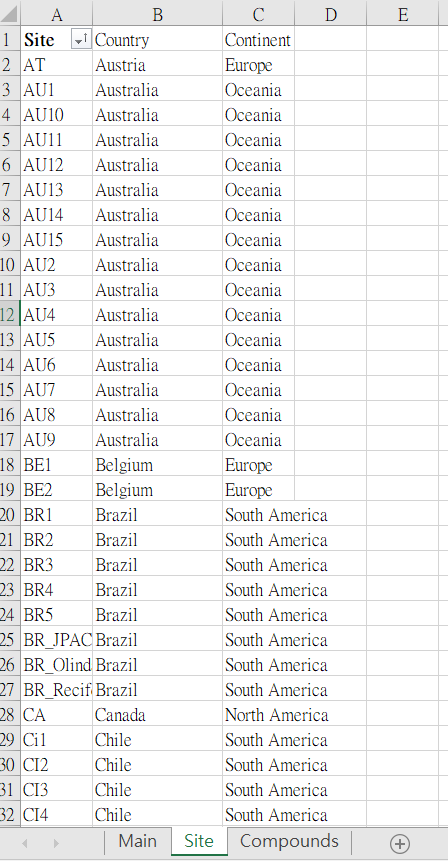 A B C D E
1 Site Country Continent
2 AT Austria Europe
3 AU1 Australia Oceania
4 AU10 Australia Oceania
5 AU11 Australia Oceania
6 AU12 Australia Oceania
7 AU13 Australia Oceania
8 AU14 Australia Oceania
9 AU15 Australia Oceania
10 AU2 Australia Oceania
11 AU3 Australia Oceania
12 AU4 Australia Oceania
13 AU5 Australia Oceania
14 AU6 Australia Oceania
15 AU7 Australia Oceania
16 AU8 Australia Oceania
17 AU9 Australia Oceania
18 BE1 Belgium Europe
19 BE2 Belgium Europe
20 BR1 Brazil South America
21 BR2 Brazil South America
22 BR3 Brazil South America
23 BR4 Brazil South America
24 BR5 Brazil South America
25 BR_JPAC Brazil South America
26 BR_Olind Brazil South America
27 BR_Recif Brazil South America
28 CA Canada North America
29 Ci1 Chile South America
30 CI2 Chile South America
31 CI3 Chile South America
32 CI4 Chile South America
Main Site Compounds